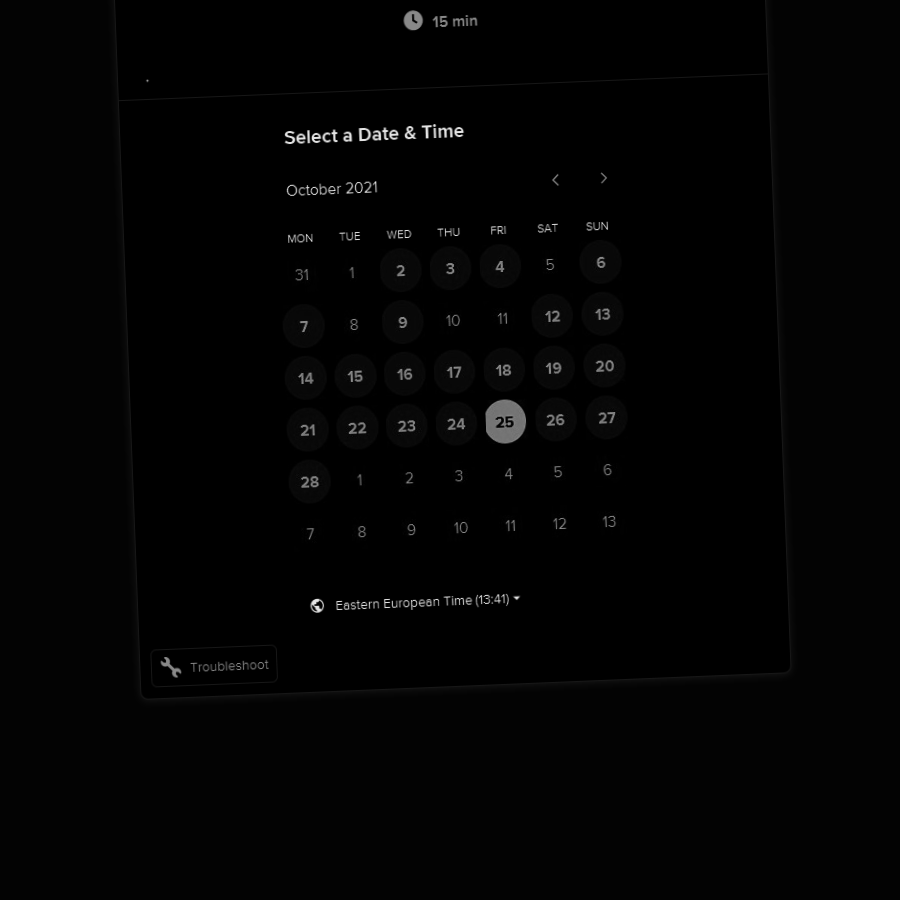 15 min
Select a Date & Time
October 2021
MON TUE WED THU FRI SAT SUN
31 1 2 3 4 5 6
7 8 9 10 11 12 13
14 15 16 17 18 19 20
21 22 23 24 25 26 27
28 1 2 3 4 5 6
7 8 9 10 11 12 13
Eastern European Time (13:41)
Troubleshoot